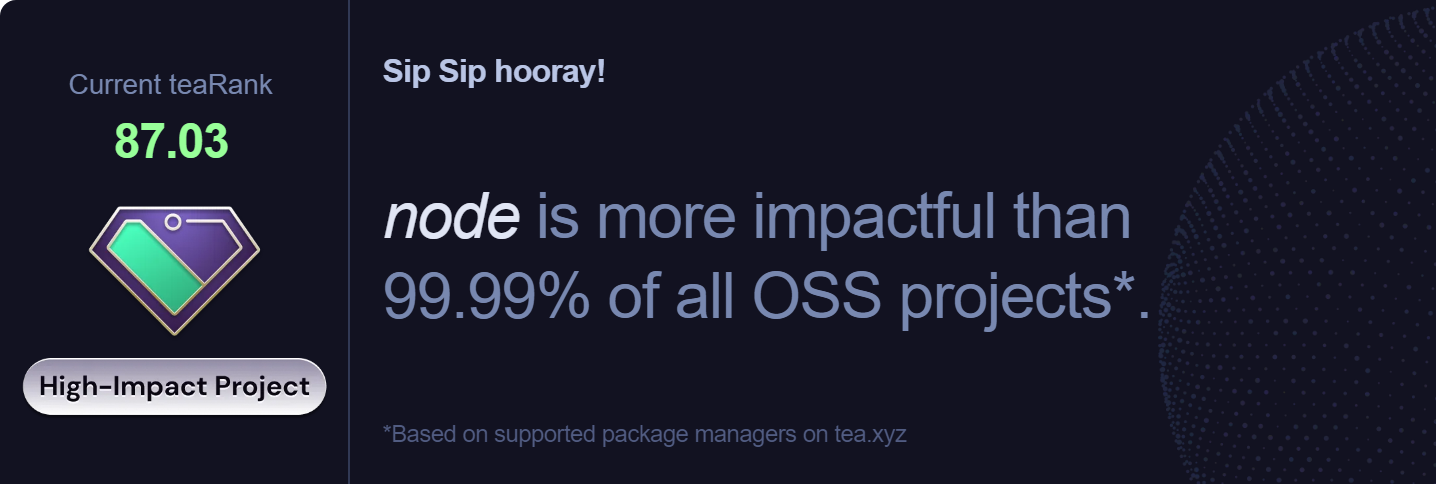 Current teaRank
87.03
High-Impact Project
Sip Sip hooray!
node is more impactful than
99.99% of all OSS projects*.
*Based on supported package managers on tea.xyz